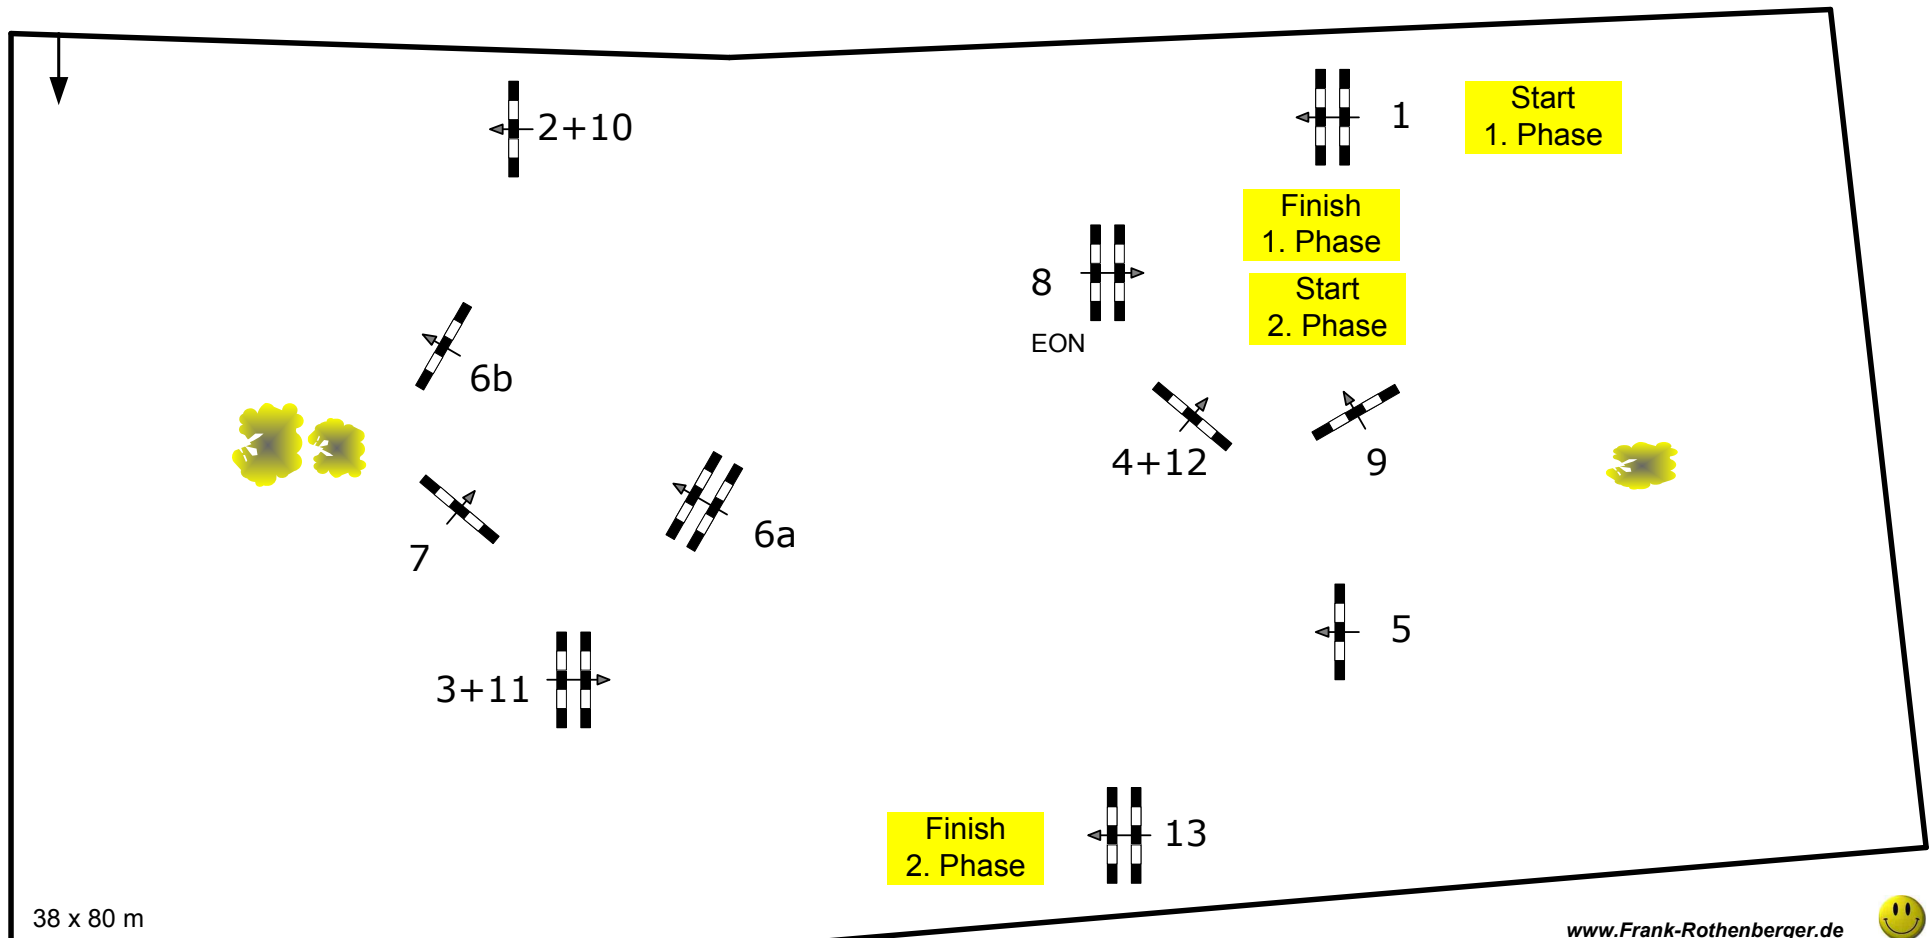 2+10
1
Start
1. Phase
Finish
1. Phase
8
Start
2. Phase
EON
6b
4+12
9
7
6a
5
3+11
13
Finish
2. Phase
38 x 80 m
www.Frank-Rothenberger.de